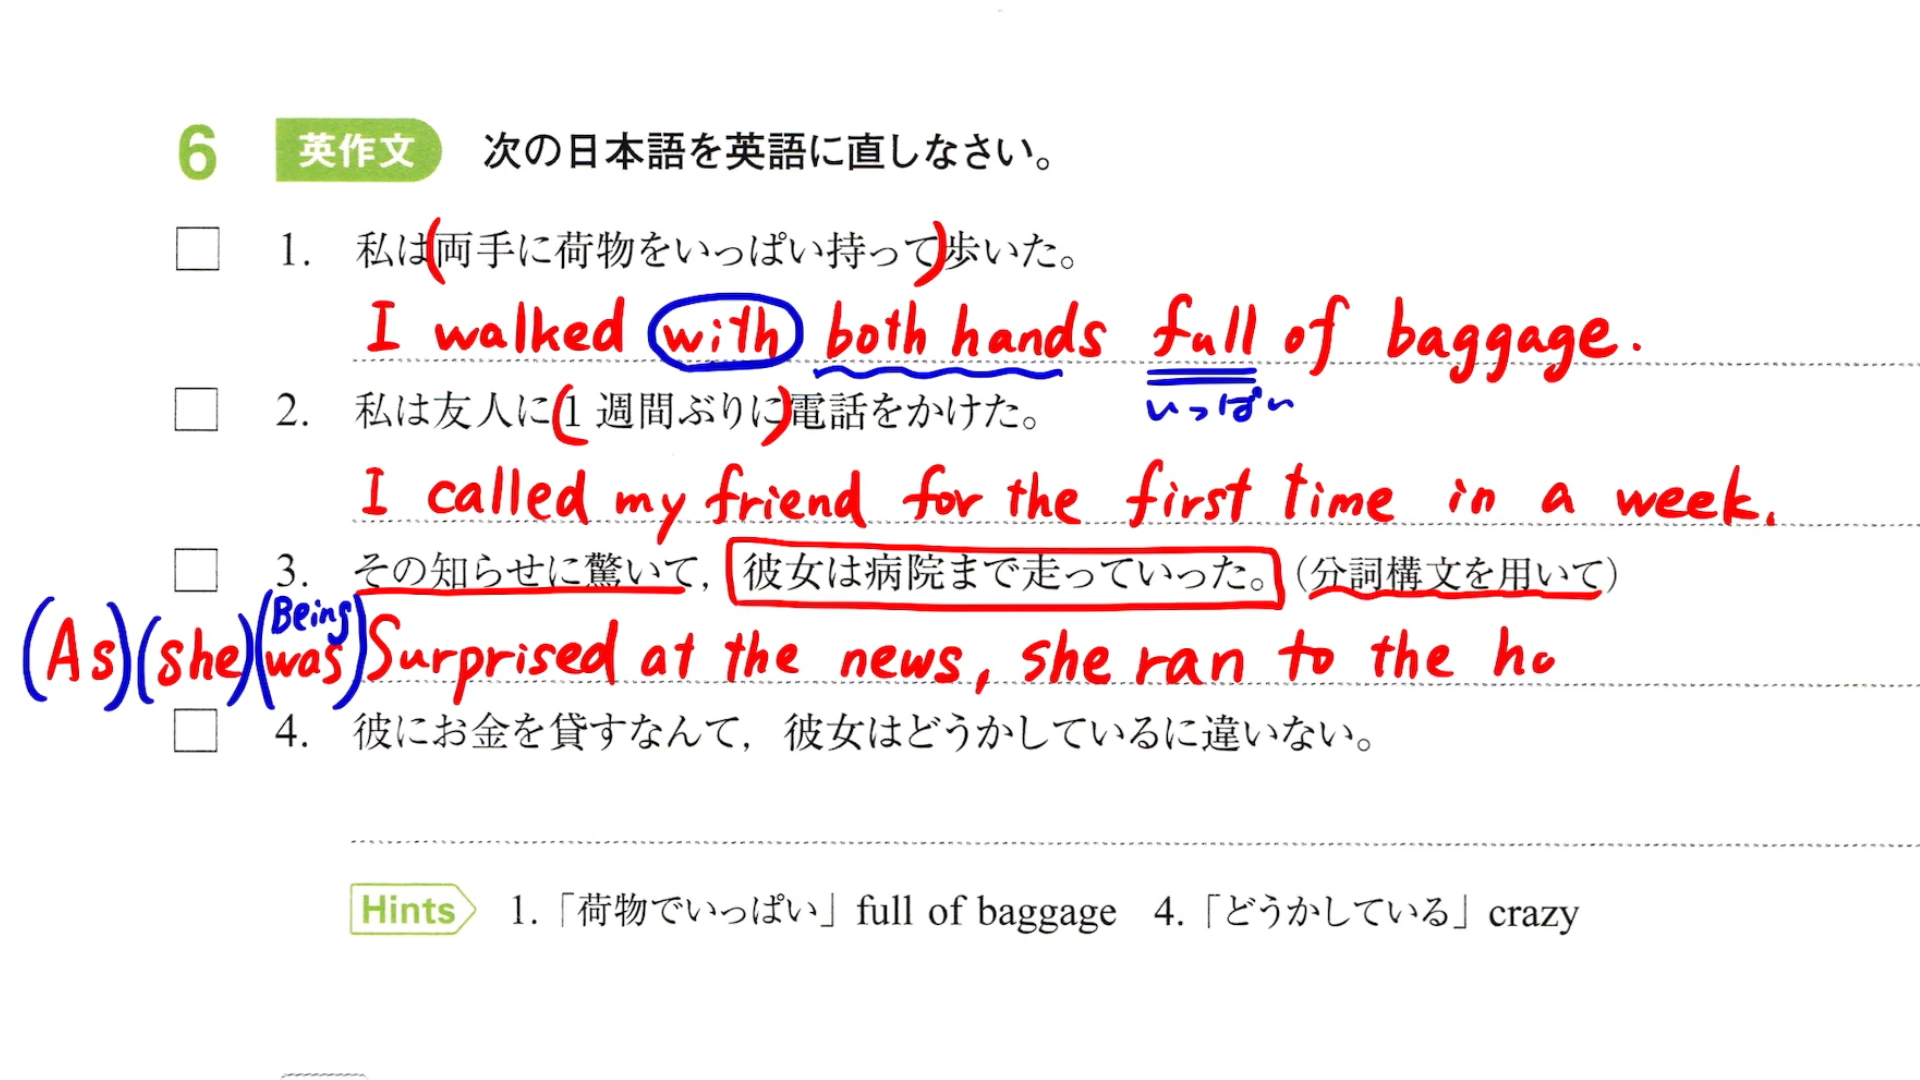 6 英作文 次の日本語を英語に直しなさい。
1. 私は(両手に荷物をいっぱい持って)歩いた。
I walked with both hands full of baggage.
いっぱい
2. 私は友人に(1週間ぶりに)電話をかけた。
I called my friend for the first time in a week.
3. その知らせに驚いて，彼女は病院まで走っていった。（分詞構文を用いて）
Being
(As)(she)(was) Surprised at the news, she ran to the ho
4. 彼にお金を貸すなんて，彼女はどうかしているに違いない。
Hints 1.「荷物でいっぱい」full of baggage 4.「どうかしている」crazy